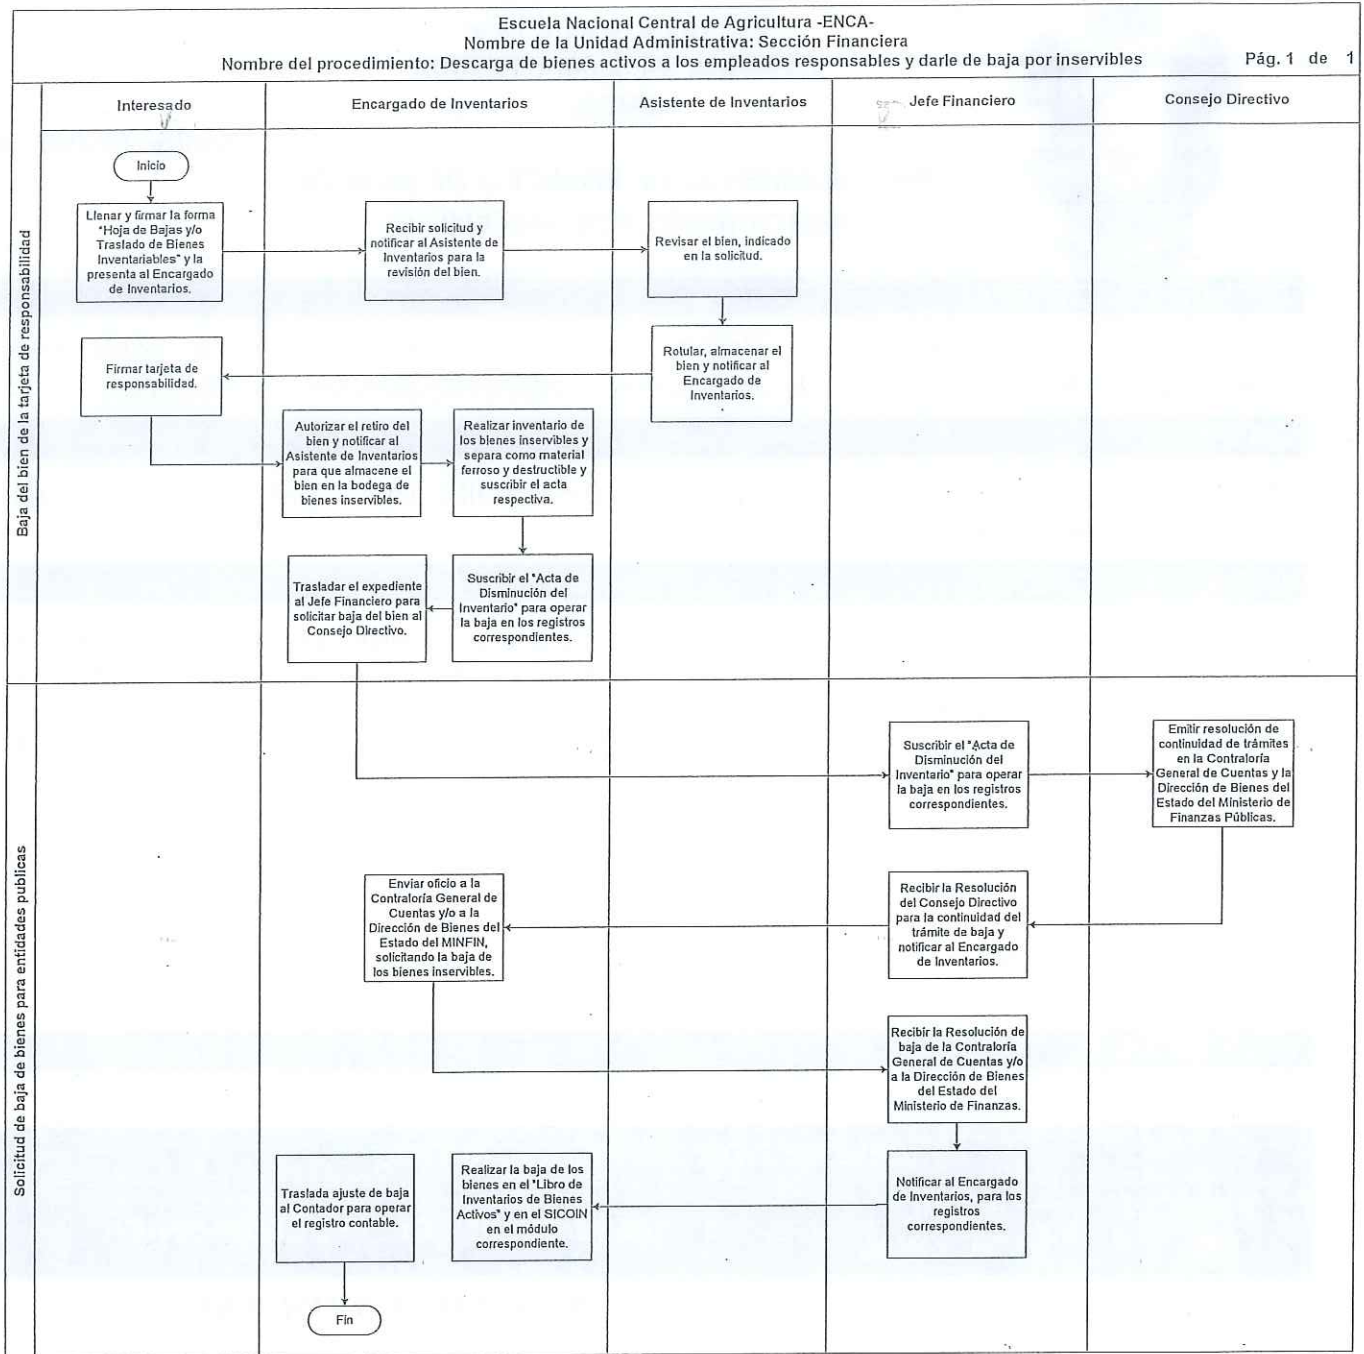 Escuela Nacional Central de Agricultura -ENCA-
Nombre de la Unidad Administrativa: Sección Financiera
Nombre del procedimiento: Descarga de bienes activos a los empleados responsables y darle de baja por inservibles
Pág. 1 de 1
Interesado
Encargado de Inventarios
Asistente de Inventarios
Jefe Financiero
Consejo Directivo
Baja del bien de la tarjeta de responsabilidad
Inicio
Llenar y firmar la forma
"Hoja de Bajas y/o
Traslado de Bienes
Inventariables" y la
presenta al Encargado
de Inventarios.
Recibir solicitud y
notificar al Asistente de
Inventarios para la
revisión del bien.
Revisar el bien, indicado
en la solicitud.
Rotular, almacenar el
bien y notificar al
Encargado de
Inventarios.
Firmar tarjeta de
responsabilidad.
Autorizar el retiro del
bien y notificar al
Asistente de Inventarios
para que almacene el
bien en la bodega de
bienes inservibles.
Realizar inventario de
los bienes inservibles y
separa como material
ferroso y destructible y
suscribir el acta
respectiva.
Suscribir el "Acta de
Disminución del
Inventario" para operar
la baja en los registros
correspondientes.
Trasladar el expediente
al Jefe Financiero para
solicitar baja del bien al
Consejo Directivo.
Solicitud de baja de bienes para entidades publicas
Suscribir el "Acta de
Disminución del
Inventario" para operar
la baja en los registros
correspondientes.
Emitir resolución de
continuidad de trámites
en la Contraloría
General de Cuentas y la
Dirección de Bienes del
Estado del Ministerio de
Finanzas Públicas.
Recibir la Resolución
del Consejo Directivo
para la continuidad del
trámite de baja y
notificar al Encargado
de Inventarios.
Enviar oficio a la
Contraloría General de
Cuentas y/o a la
Dirección de Bienes del
Estado del MINFIN,
solicitando la baja de
los bienes inservibles.
Recibir la Resolución de
baja de la Contraloría
General de Cuentas y/o
a la Dirección de Bienes
del Estado del
Ministerio de Finanzas.
Notificar al Encargado
de Inventarios, para los
registros
correspondientes.
Realizar la baja de los
bienes en el "Libro de
Inventarios de Bienes
Activos" y en el SICOIN
en el módulo
correspondiente.
Traslada ajuste de baja
al Contador para operar
el registro contable.
Fin